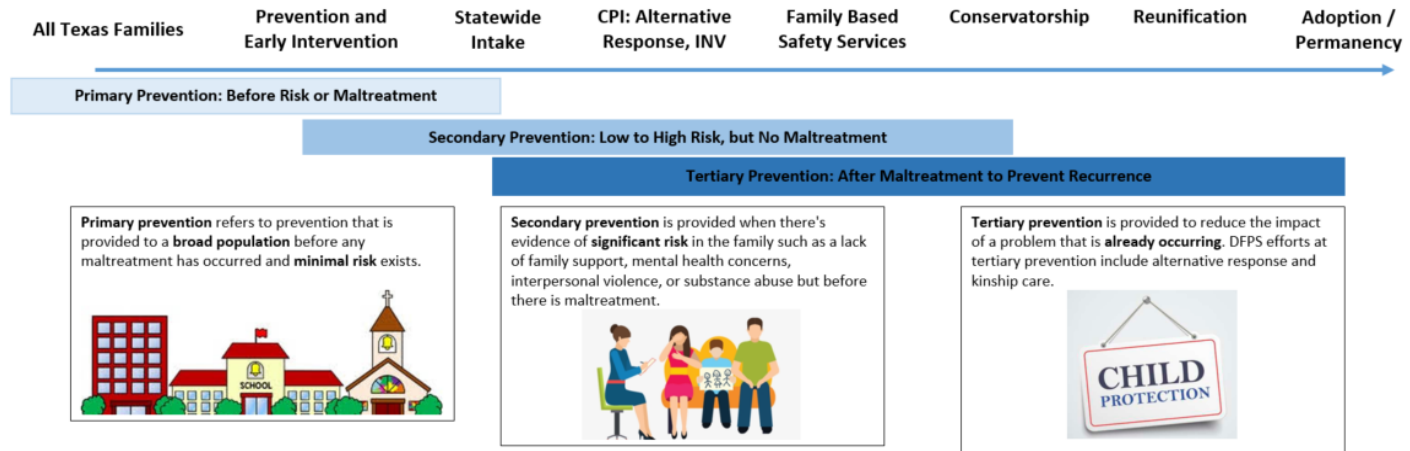 All Texas Families
Prevention and
Early Intervention
Statewide
Intake
CPI: Alternative
Response, INV
Family Based
Safety Services
Conservatorship
Reunification
Adoption /
Permanency
Primary Prevention: Before Risk or Maltreatment
Secondary Prevention: Low to High Risk, but No Maltreatment
Tertiary Prevention: After Maltreatment to Prevent Recurrence
Primary prevention refers to prevention that is
provided to a broad population before any
maltreatment has occurred and minimal risk exists.
SCHOOL
Secondary prevention is provided when there's
evidence of significant risk in the family such as a lack
of family support, mental health concerns,
interpersonal violence, or substance abuse but before
there is maltreatment.
Tertiary prevention is provided to reduce the impact
of a problem that is already occurring. DFPS efforts at
tertiary prevention include alternative response and
kinship care.
CHILD
PROTECTION